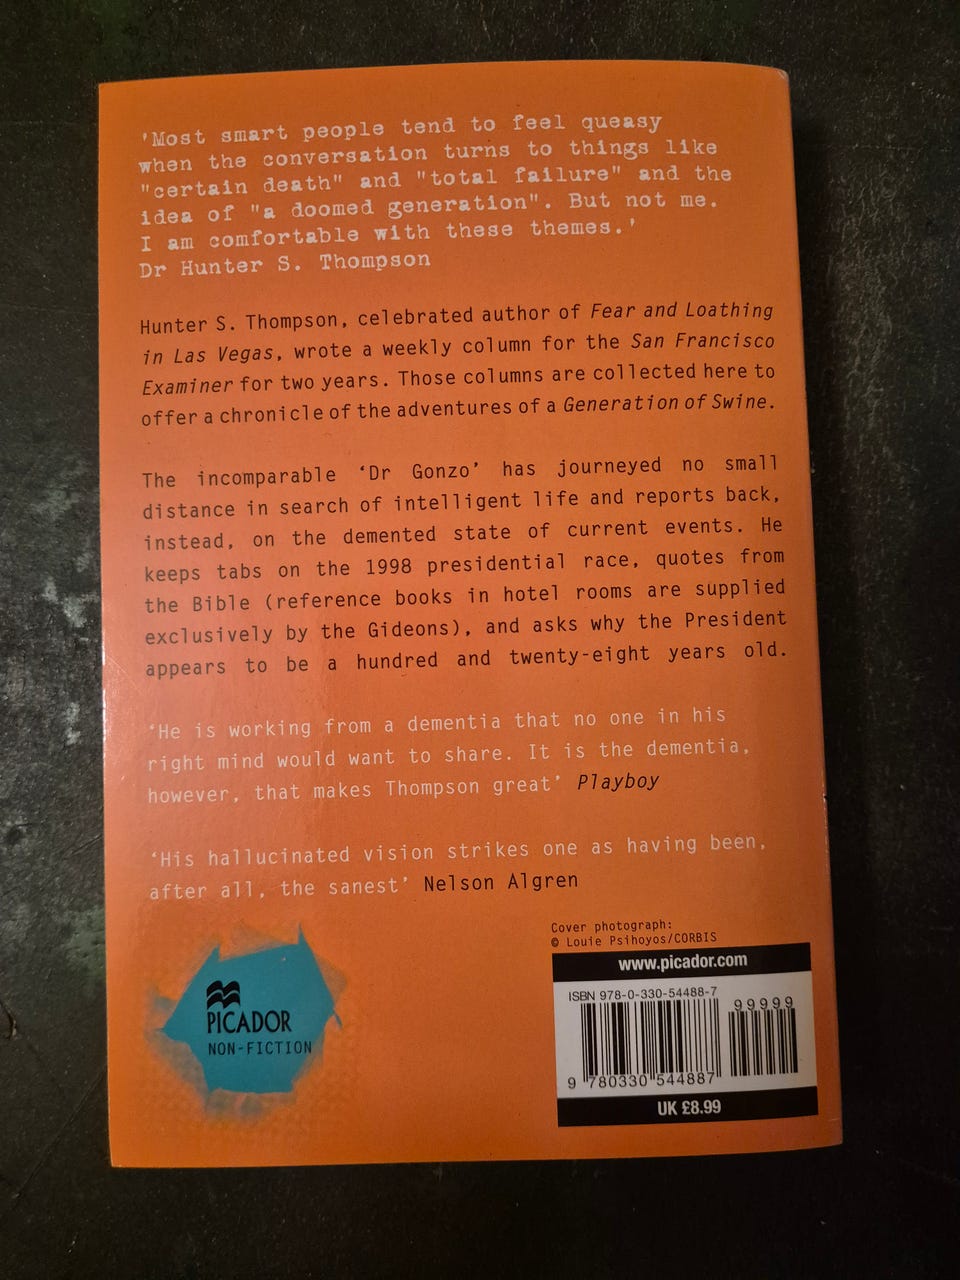 'Most smart people tend to feel queasy
when the conversation turns to things like
"certain death" and "total failure" and the
idea of "a doomed generation". But not me.
I am comfortable with these themes.'
Dr Hunter S. Thompson
Hunter S. Thompson, celebrated author of Fear and Loathing
in Las Vegas, wrote a weekly column for the San Francisco
Examiner for two years. Those columns are collected here to
offer a chronicle of the adventures of a Generation of Swine.
The incomparable ‘Dr Gonzo’ has journeyed no small
distance in search of intelligent life and reports back,
instead, on the demented state of current events. He
keeps tabs on the 1998 presidential race, quotes from
the Bible (reference books in hotel rooms are supplied
exclusively by the Gideons), and asks why the President
appears to be a hundred and twenty-eight years old.
‘He is working from a dementia that no one in his
right mind would want to share. It is the dementia,
however, that makes Thompson great’ Playboy
‘His hallucinated vision strikes one as having been,
after all, the sanest’ Nelson Algren
PICADOR
NON-FICTION
Cover photograph:
© Louie Psihoyos/CORBIS
www.picador.com
ISBN 978-0-330-54488-7
99999
9 780330 544887
UK £8.99